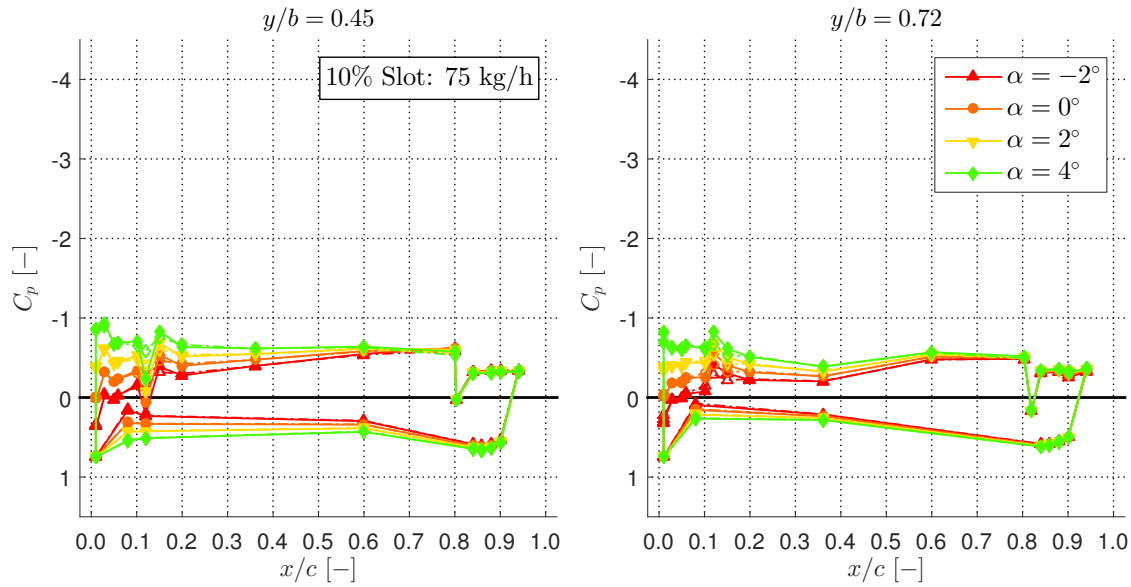 y/b = 0.45
10% Slot: 75 kg/h
-4
-3
-2
-1
0
1
C_p [−]
0.0 0.1 0.2 0.3 0.4 0.5 0.6 0.7 0.8 0.9 1.0
x/c [−]
y/b = 0.72
α = −2°
α = 0°
α = 2°
α = 4°
-4
-3
-2
-1
0
1
C_p [−]
0.0 0.1 0.2 0.3 0.4 0.5 0.6 0.7 0.8 0.9 1.0
x/c [−]